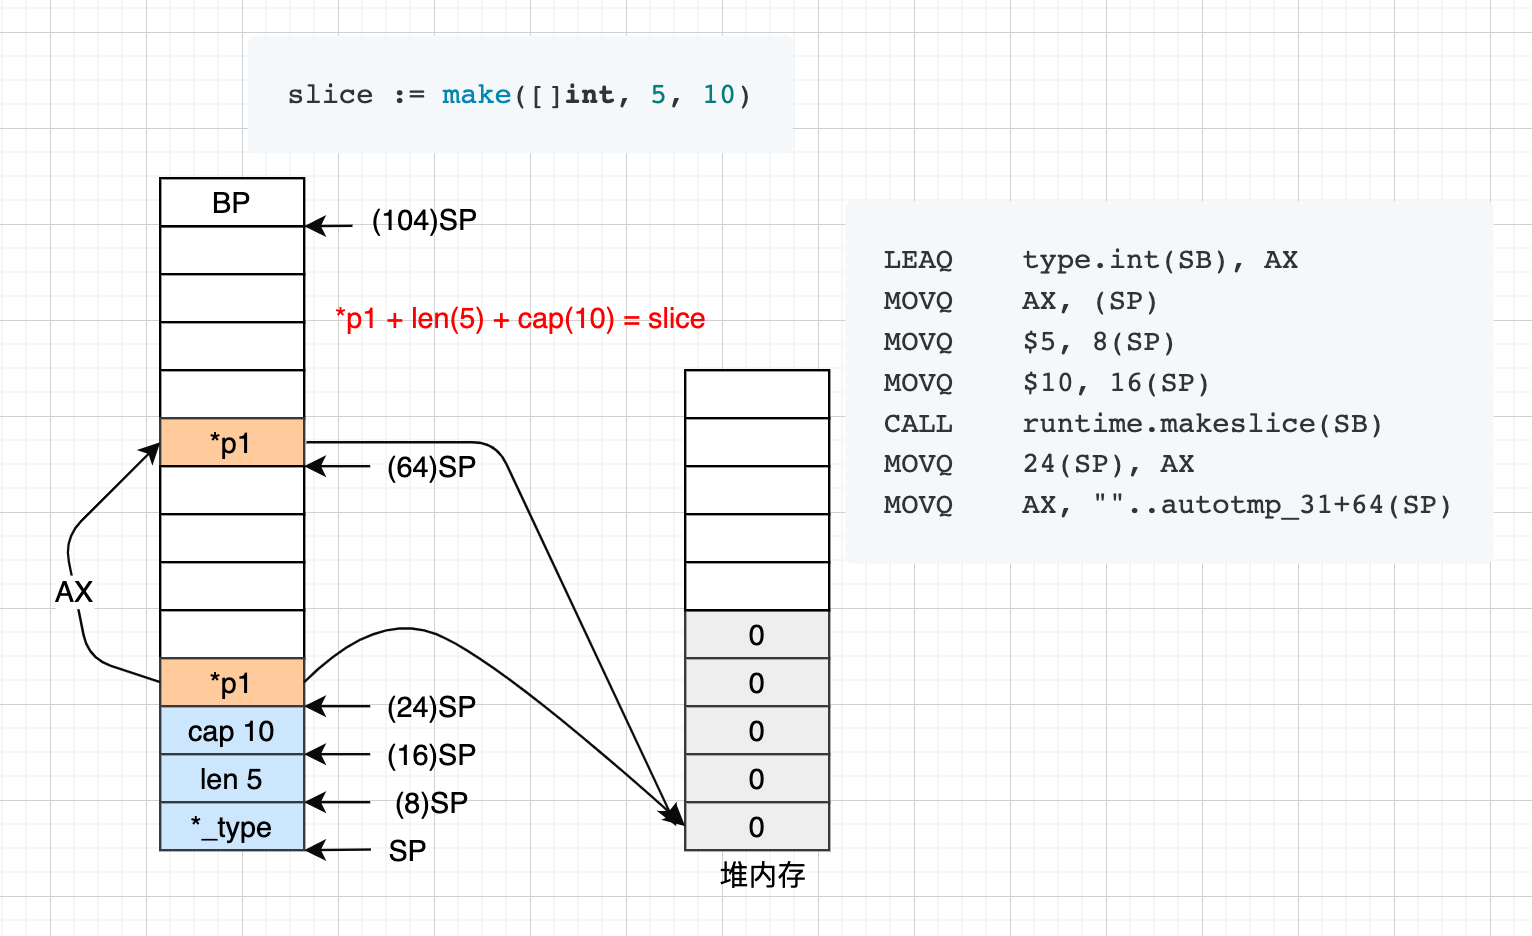 slice := make([]int, 5, 10)
BP
(104)SP
*p1 + len(5) + cap(10) = slice
*p1
(64)SP
AX
*p1
(24)SP
cap 10
(16)SP
len 5
(8)SP
*_type
SP
0
0
0
0
0
堆内存
LEAQ    type.int(SB), AX
MOVQ    AX, (SP)
MOVQ    $5, 8(SP)
MOVQ    $10, 16(SP)
CALL    runtime.makeslice(SB)
MOVQ    24(SP), AX
MOVQ    AX, ""..autotmp_31+64(SP)